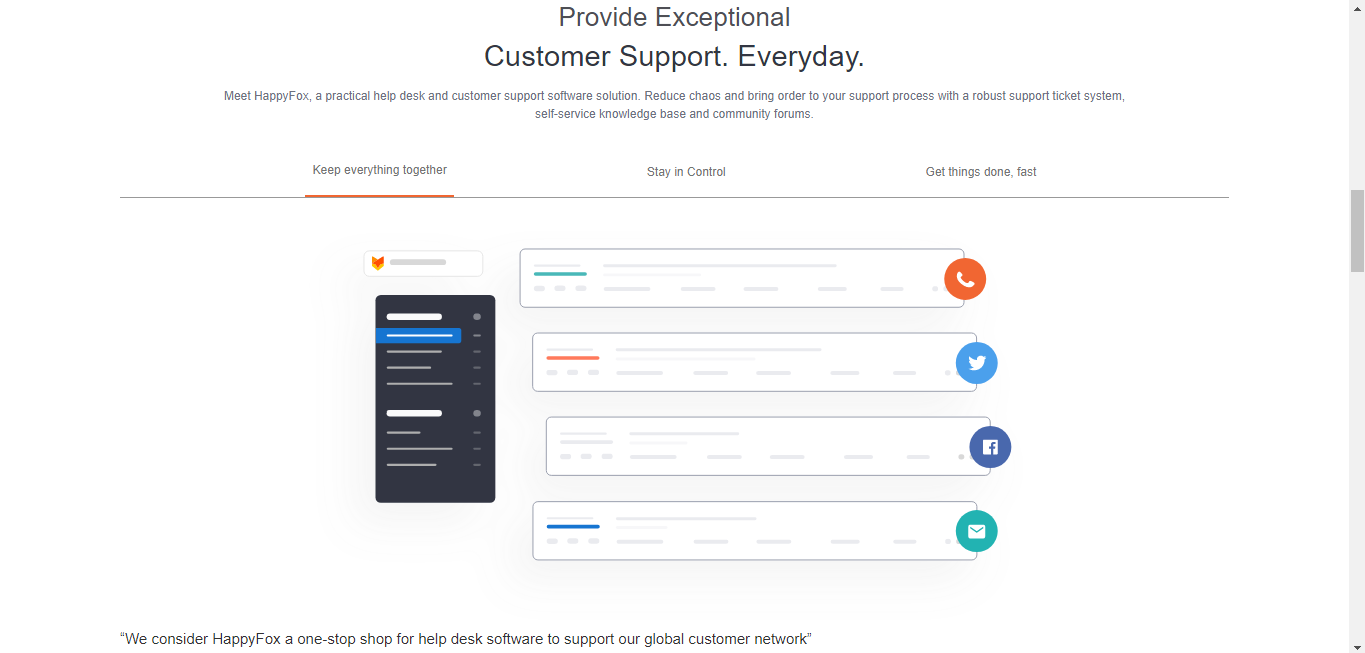 Provide Exceptional
Customer Support. Everyday.
Meet HappyFox, a practical help desk and customer support software solution. Reduce chaos and bring order to your support process with a robust support ticket system,
self-service knowledge base and community forums.
Keep everything together
Stay in Control
Get things done, fast
“We consider HappyFox a one-stop shop for help desk software to support our global customer network”